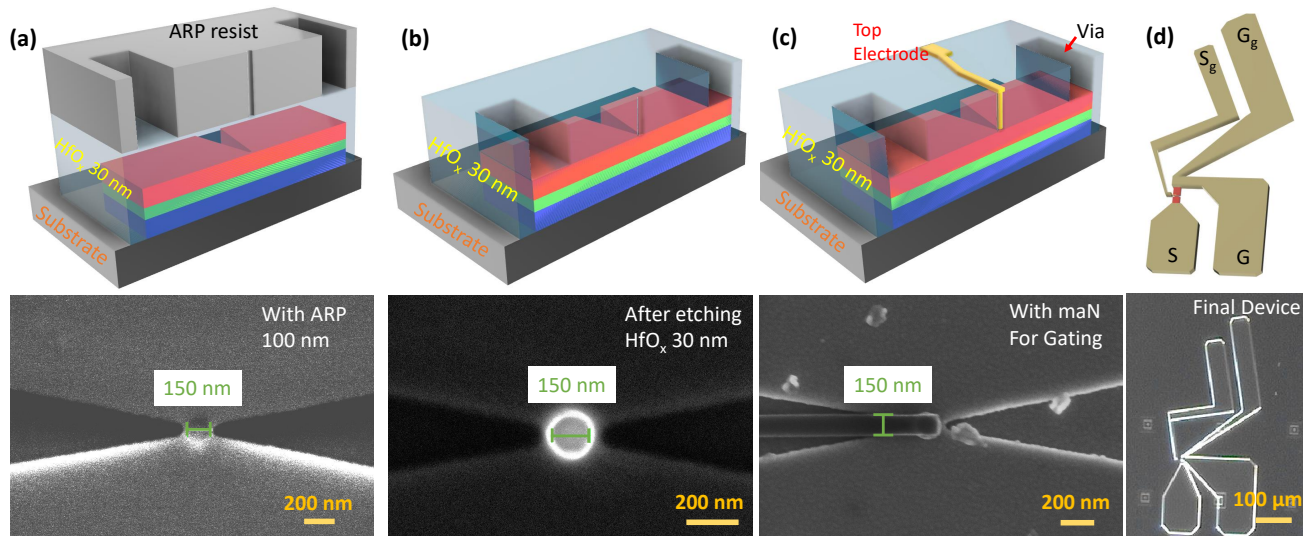 (a)
ARP resist
HfOx 30 nm
Substrate
With ARP
100 nm
150 nm
200 nm
(b)
HfOx 30 nm
Substrate
After etching
HfOx 30 nm
150 nm
200 nm
(c)
Top
Electrode
Via
HfOx 30 nm
Substrate
With maN
For Gating
150 nm
200 nm
(d)
Sg
Gg
S
G
Final Device
100 µm